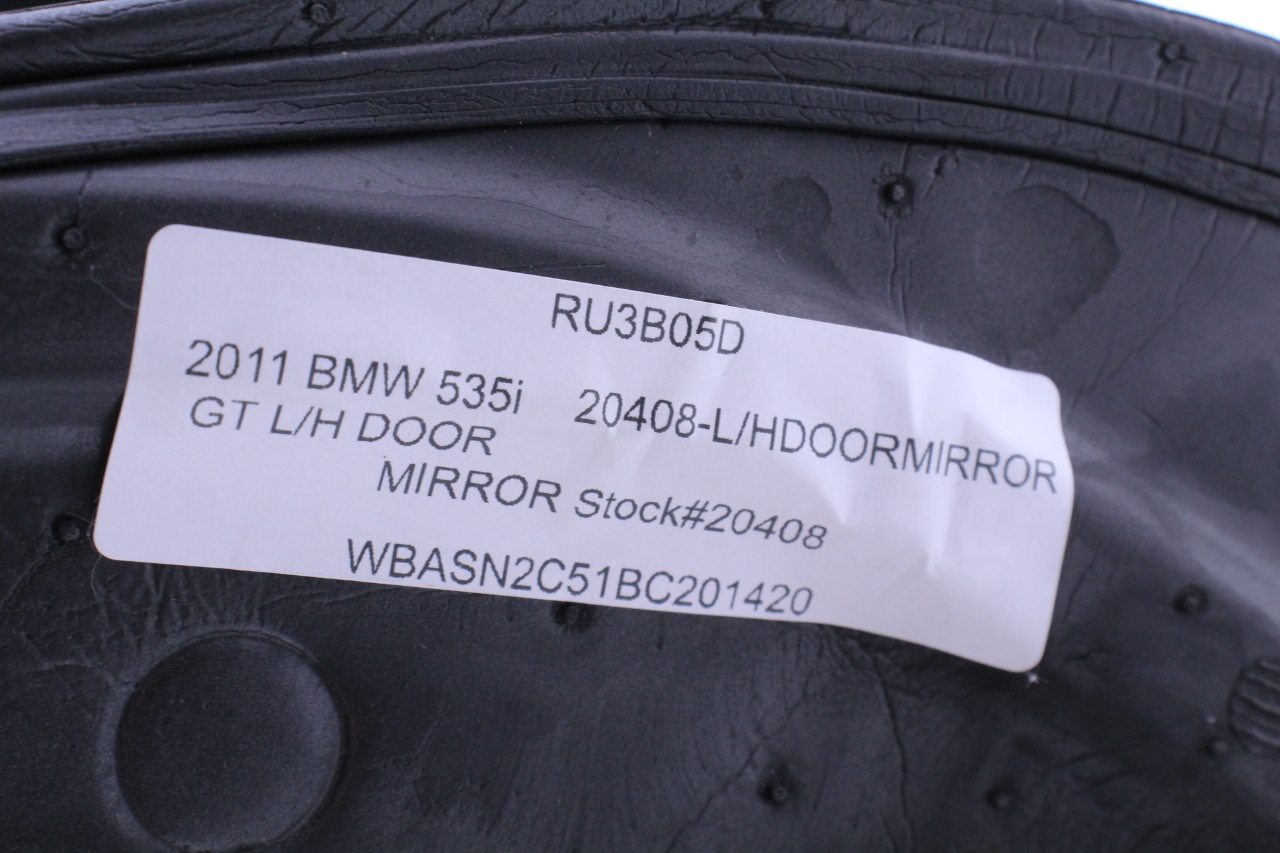 RU3B05D
2011 BMW 535i 20408-L/HDOORMIRROR
GT L/H DOOR
MIRROR Stock#20408
WBASN2C51BC201420